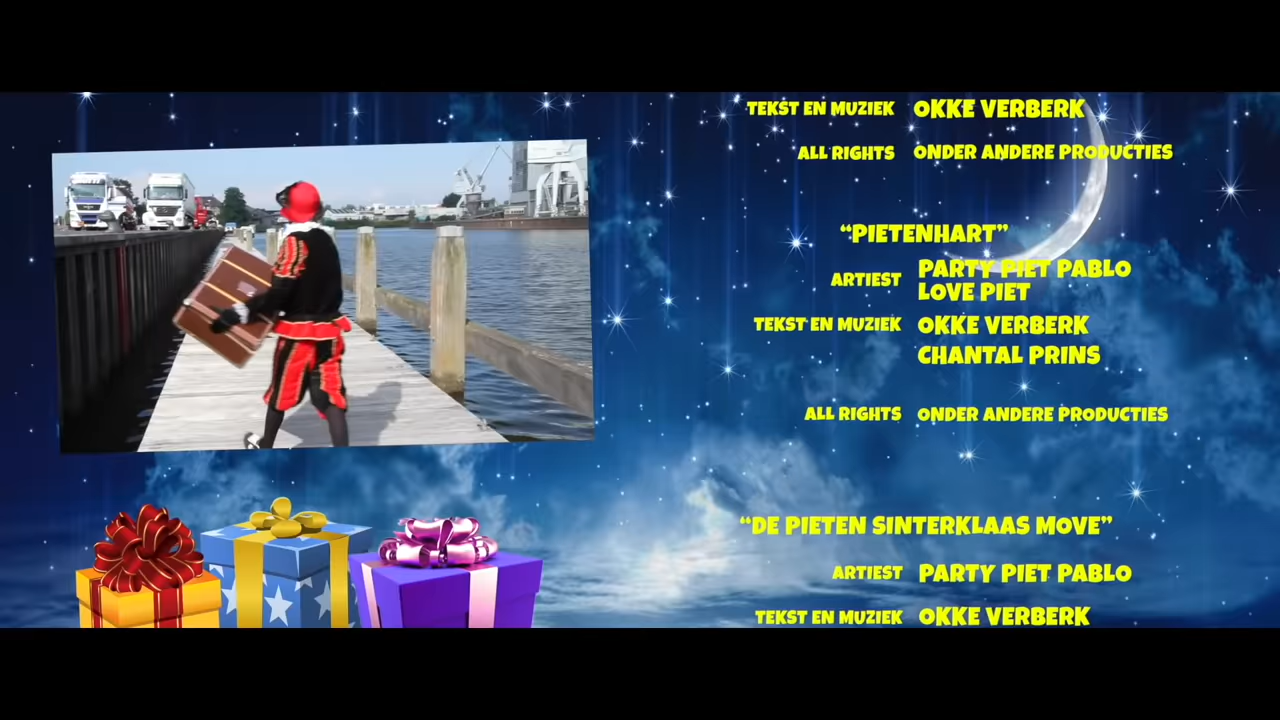 TEKST EN MUZIEK OKKE VERBERK
ALL RIGHTS ONDER ANDERE PRODUCTIES
“PIETENHART”
ARTIEST PARTY PIET PABLO
LOVE PIET
TEKST EN MUZIEK OKKE VERBERK
CHANTAL PRINS
ALL RIGHTS ONDER ANDERE PRODUCTIES
“DE PIETEN SINTERKLAAS MOVE”
ARTIEST PARTY PIET PABLO
TEKST EN MUZIEK OKKE VERBERK